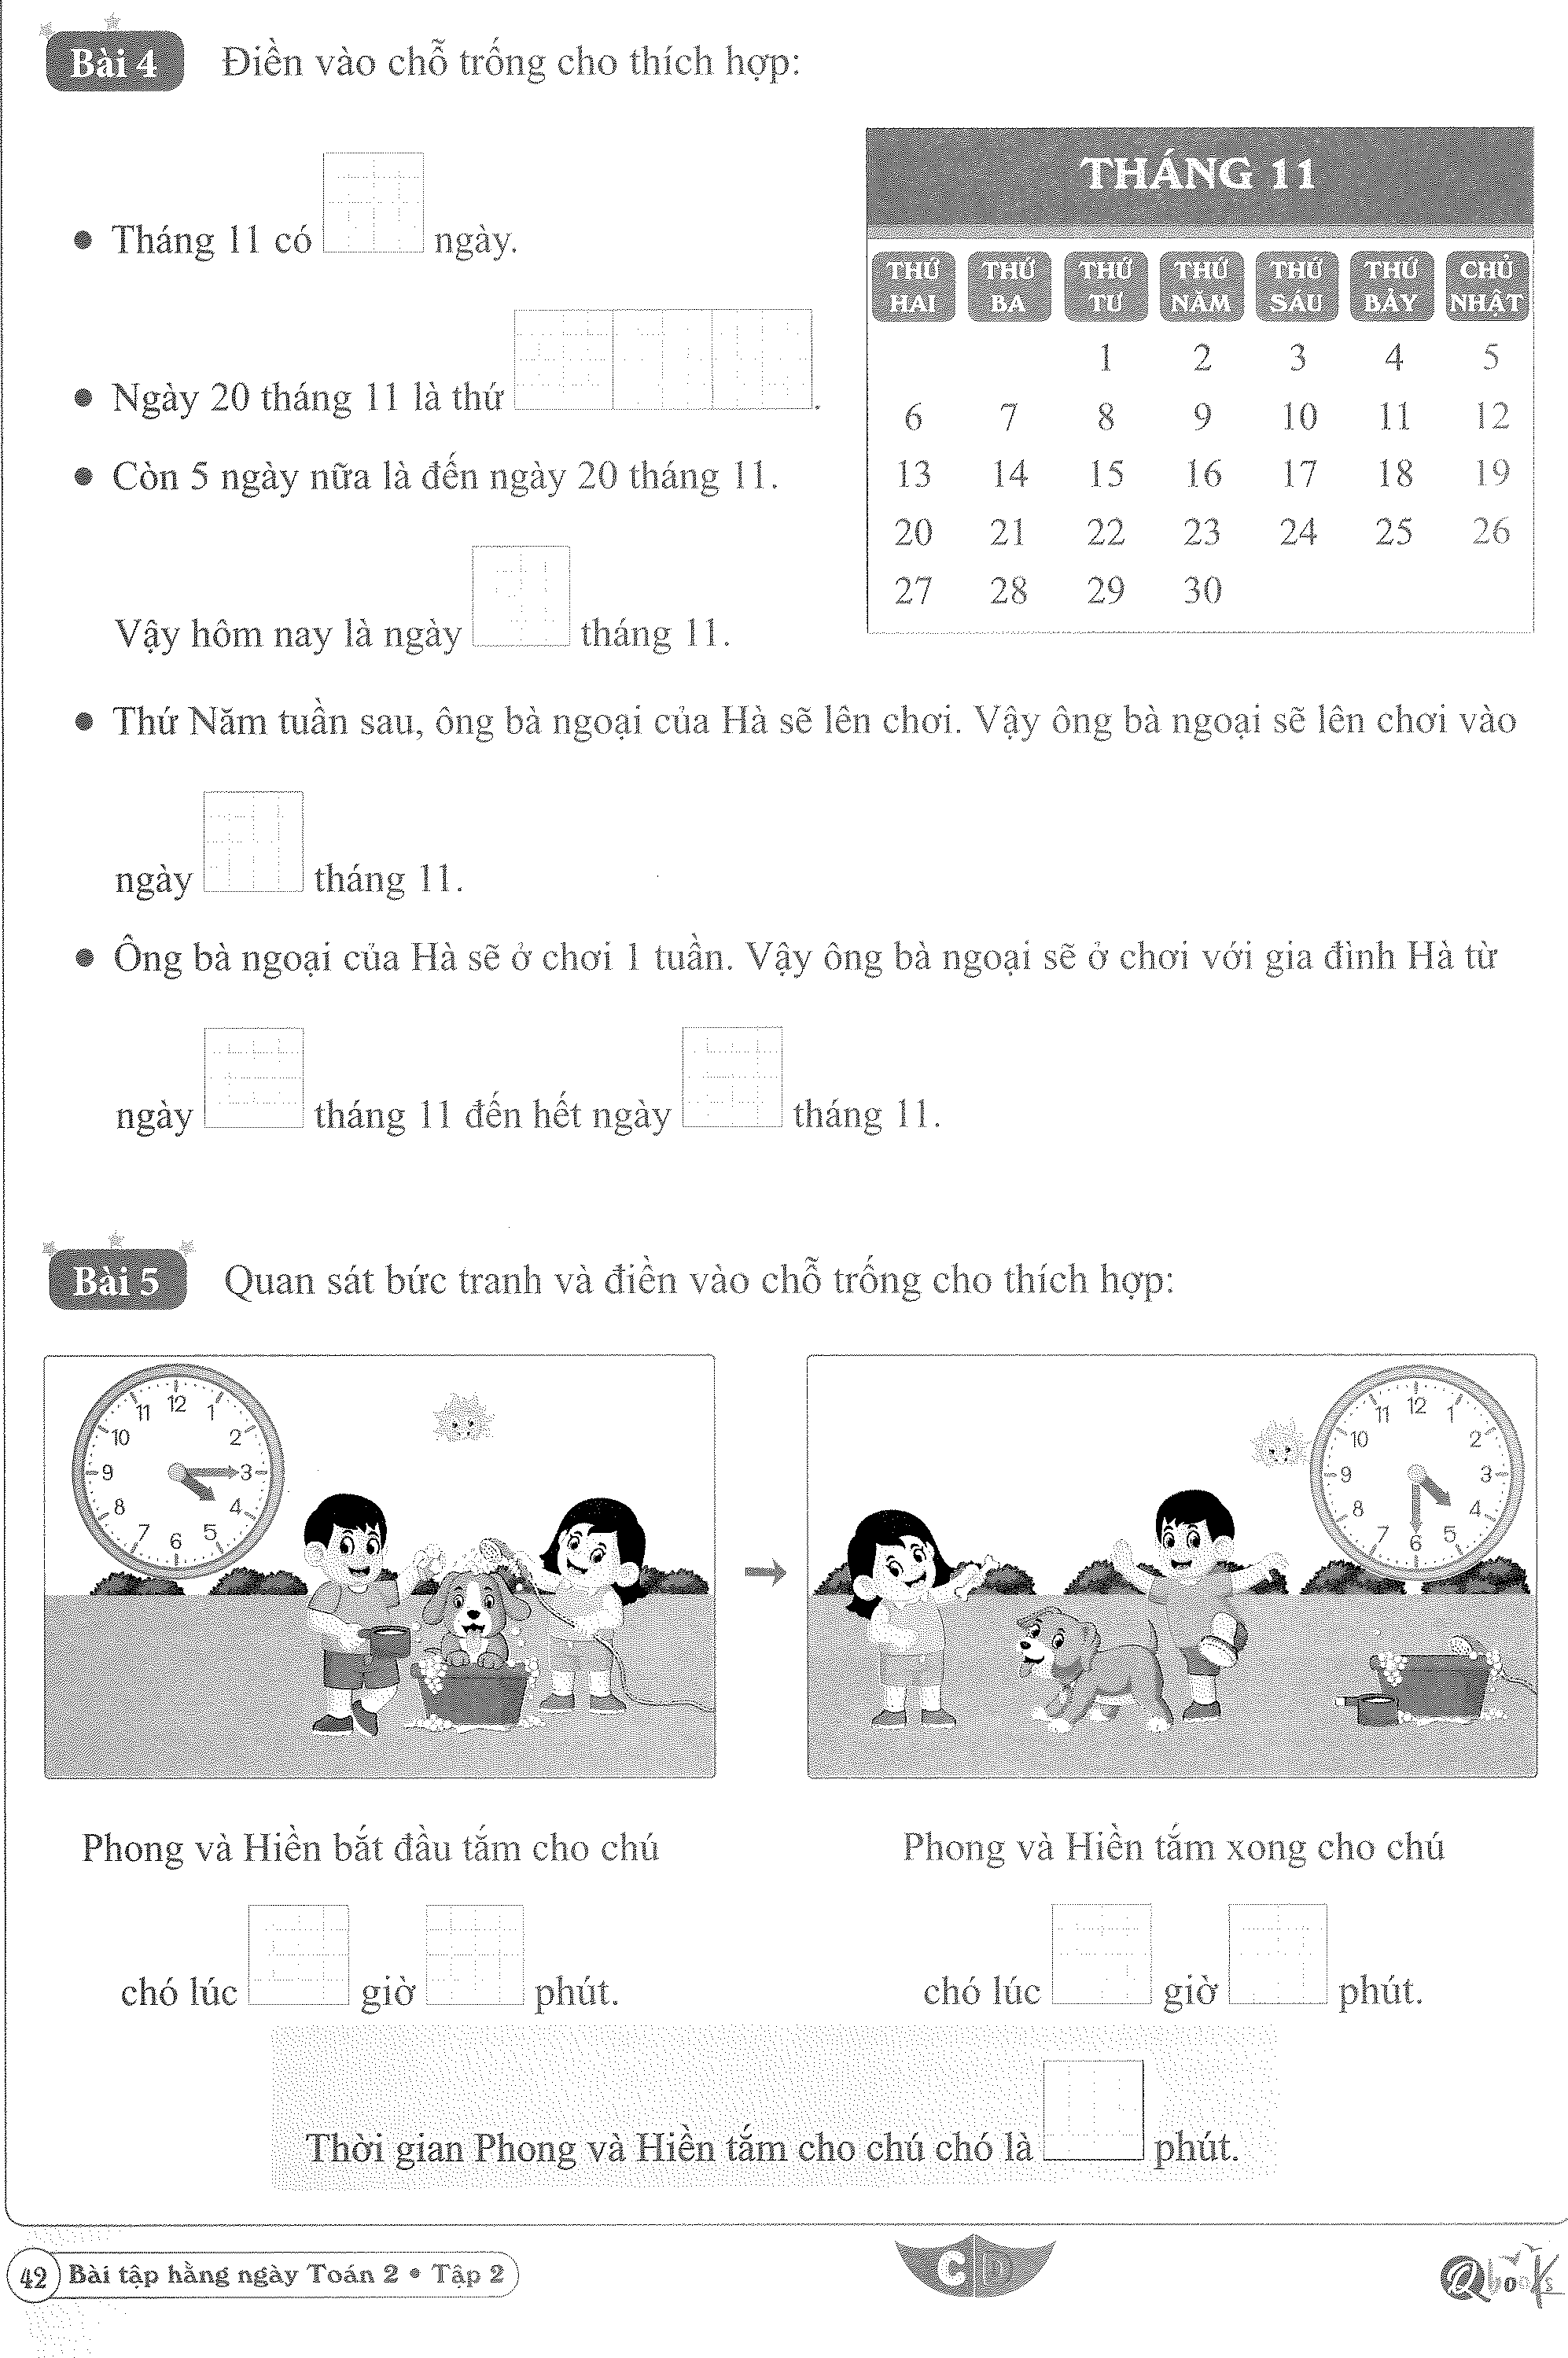 Bài 4 Điền vào chỗ trống cho thích hợp:
• Tháng 11 có ngày.
• Ngày 20 tháng 11 là thứ .
• Còn 5 ngày nữa là đến ngày 20 tháng 11.
Vậy hôm nay là ngày tháng 11.
THÁNG 11
THỨ HAI THỨ BA THỨ TƯ THỨ NĂM THỨ SÁU THỨ BẢY CHỦ NHẬT
1 2 3 4 5
6 7 8 9 10 11 12
13 14 15 16 17 18 19
20 21 22 23 24 25 26
27 28 29 30
• Thứ Năm tuần sau, ông bà ngoại của Hà sẽ lên chơi. Vậy ông bà ngoại sẽ lên chơi vào
ngày tháng 11.
• Ông bà ngoại của Hà sẽ ở chơi 1 tuần. Vậy ông bà ngoại sẽ ở chơi với gia đình Hà từ
ngày tháng 11 đến hết ngày tháng 11.
Bài 5 Quan sát bức tranh và điền vào chỗ trống cho thích hợp:
12 1 2 3 4 5 6 7 8 9 10 11
12 1 2 3 4 5 6 7 8 9 10 11
Phong và Hiền bắt đầu tắm cho chú
chó lúc giờ phút.
Phong và Hiền tắm xong cho chú
chó lúc giờ phút.
Thời gian Phong và Hiền tắm cho chú chó là phút.
42 Bài tập hằng ngày Toán 2 • Tập 2
CD
Qbooks